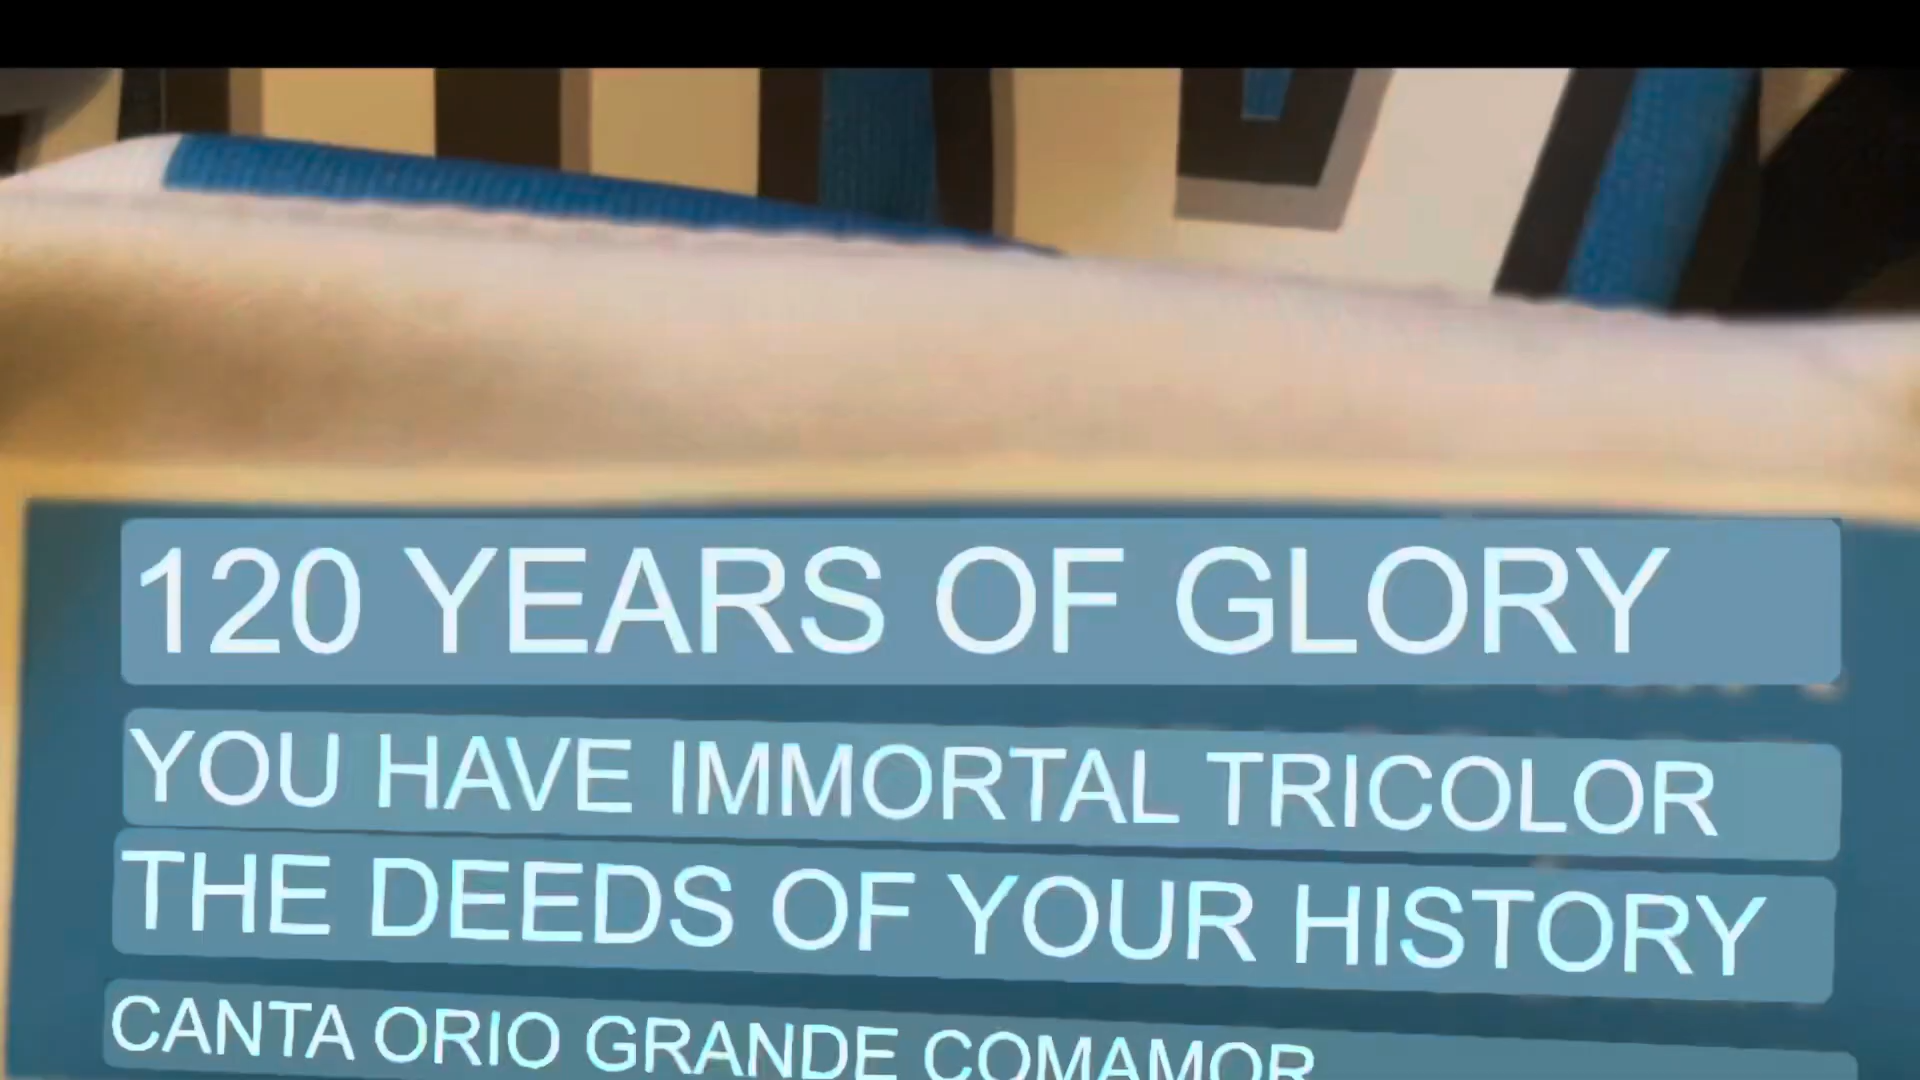 120 YEARS OF GLORY
YOU HAVE IMMORTAL TRICOLOR
THE DEEDS OF YOUR HISTORY
CANTA ORIO GRANDE COMAMOR